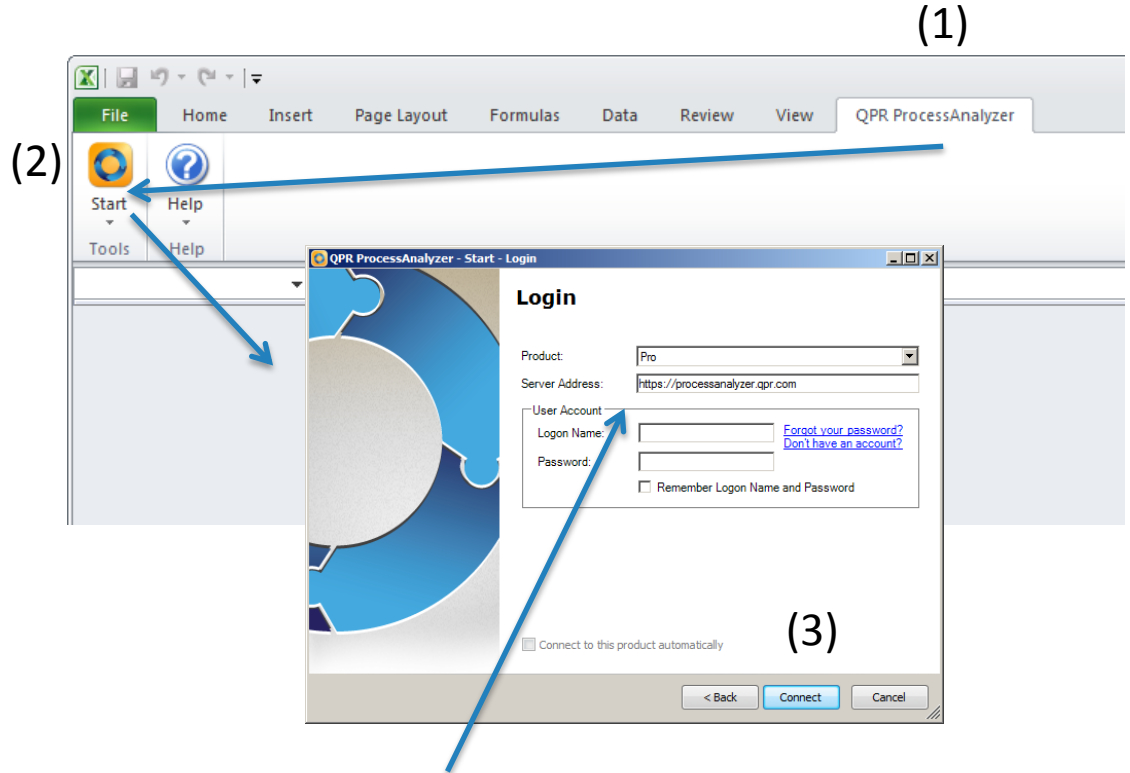 (1)
File Home Insert Page Layout Formulas Data Review View QPR ProcessAnalyzer
(2)
Start Help
Tools Help
QPR ProcessAnalyzer - Start - Login
Login
Product: Pro
Server Address: https://processanalyzer.qpr.com
User Account
Logon Name: Forgot your password?
Don't have an account?
Password:
Remember Logon Name and Password
(3)
Connect to this product automatically
< Back Connect Cancel